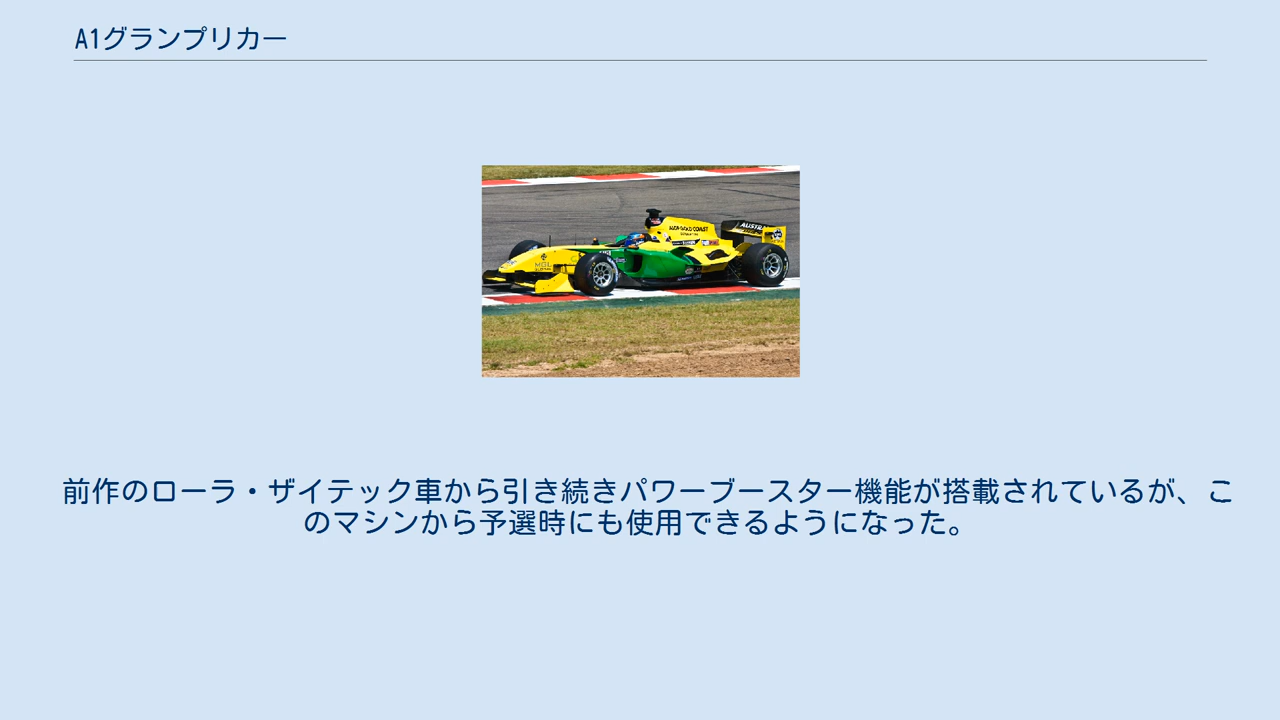 A1グランプリカー
AUSTRA
MGL
前作のローラ・ザイテック車から引き続きパワーブースター機能が搭載されているが、こ
のマシンから予選時にも使用できるようになった。